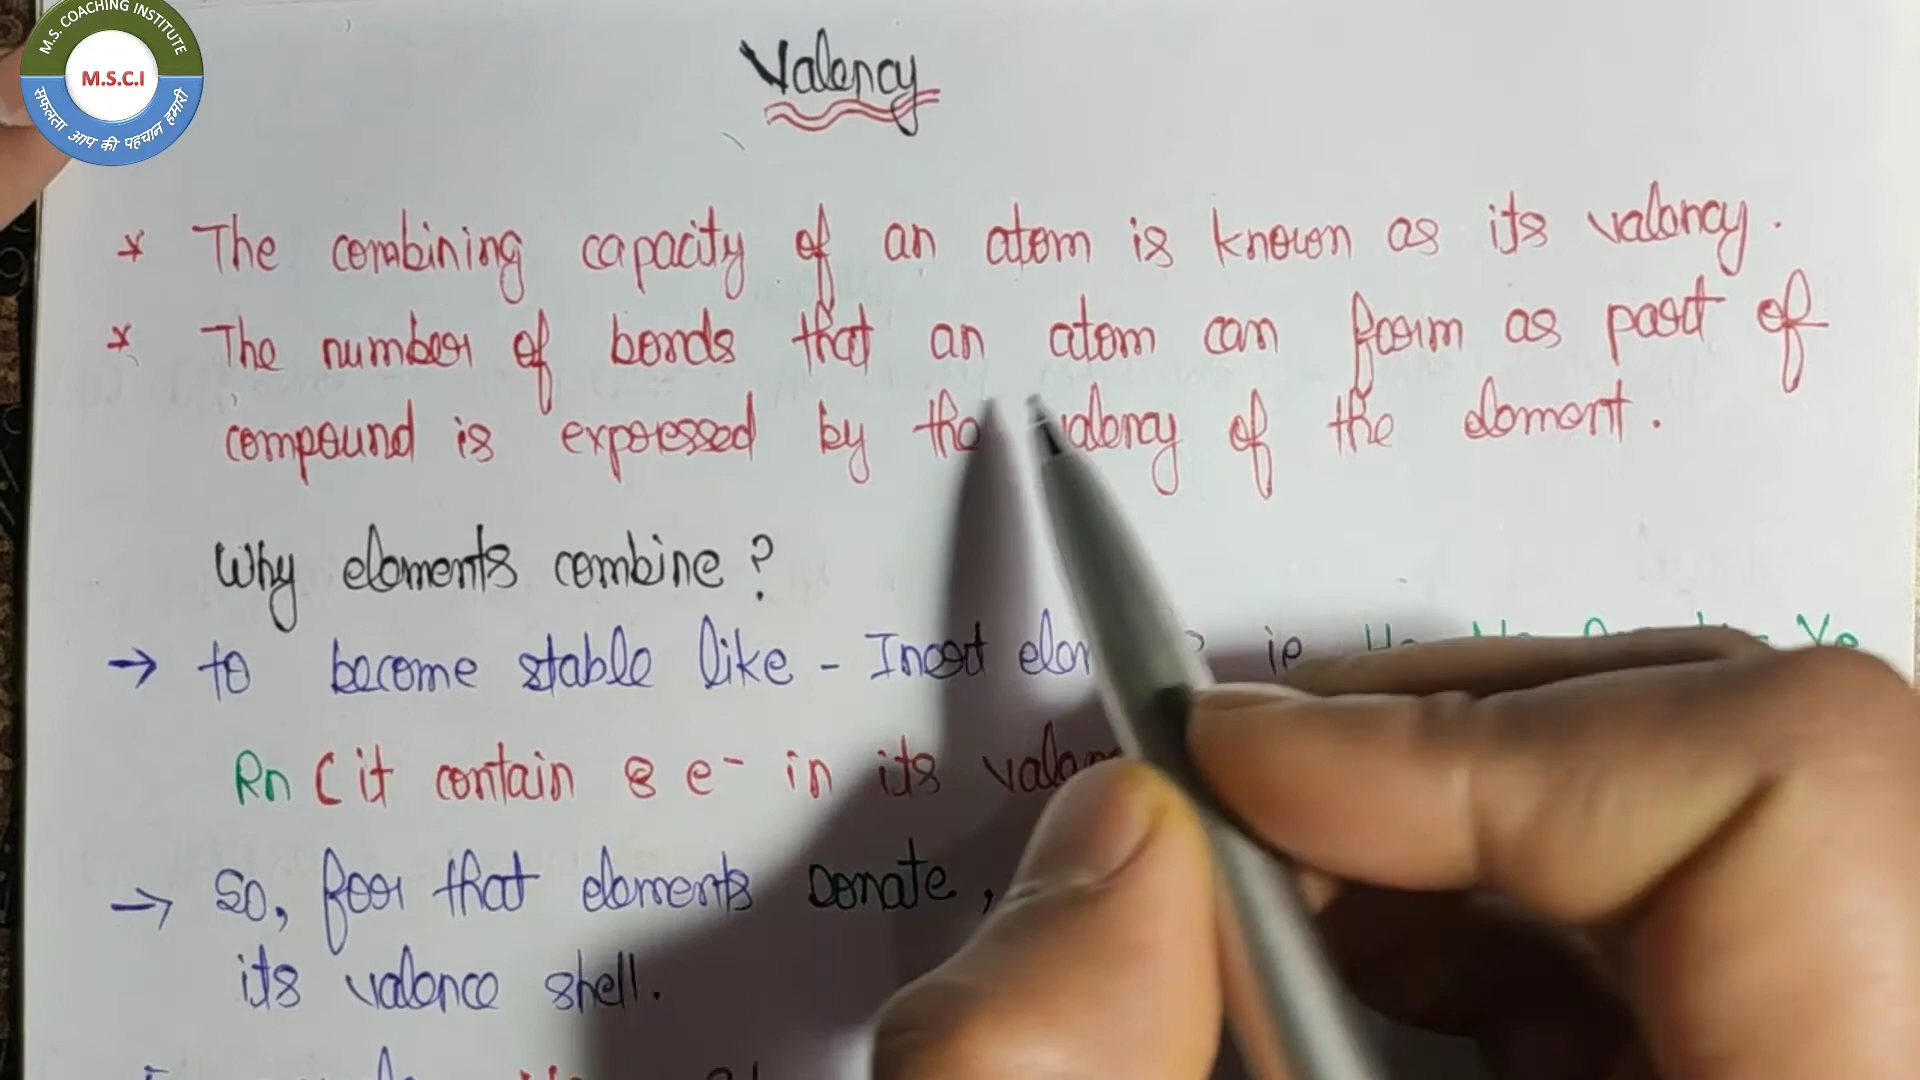 M.S. COACHING INSTITUTE
M.S.C.I
सफलता आप की पहचान हमारी
Valency
* The combining capacity of an atom is known as its valency.
* The number of bonds that an atom can form as part of
compound is expressed by the valency of the element.
Why elements combine ?
→ to become stable like - Inert ie
Rn ( it contain 8 e- in its
→ so, for that elements Donate ,
its valence shell.